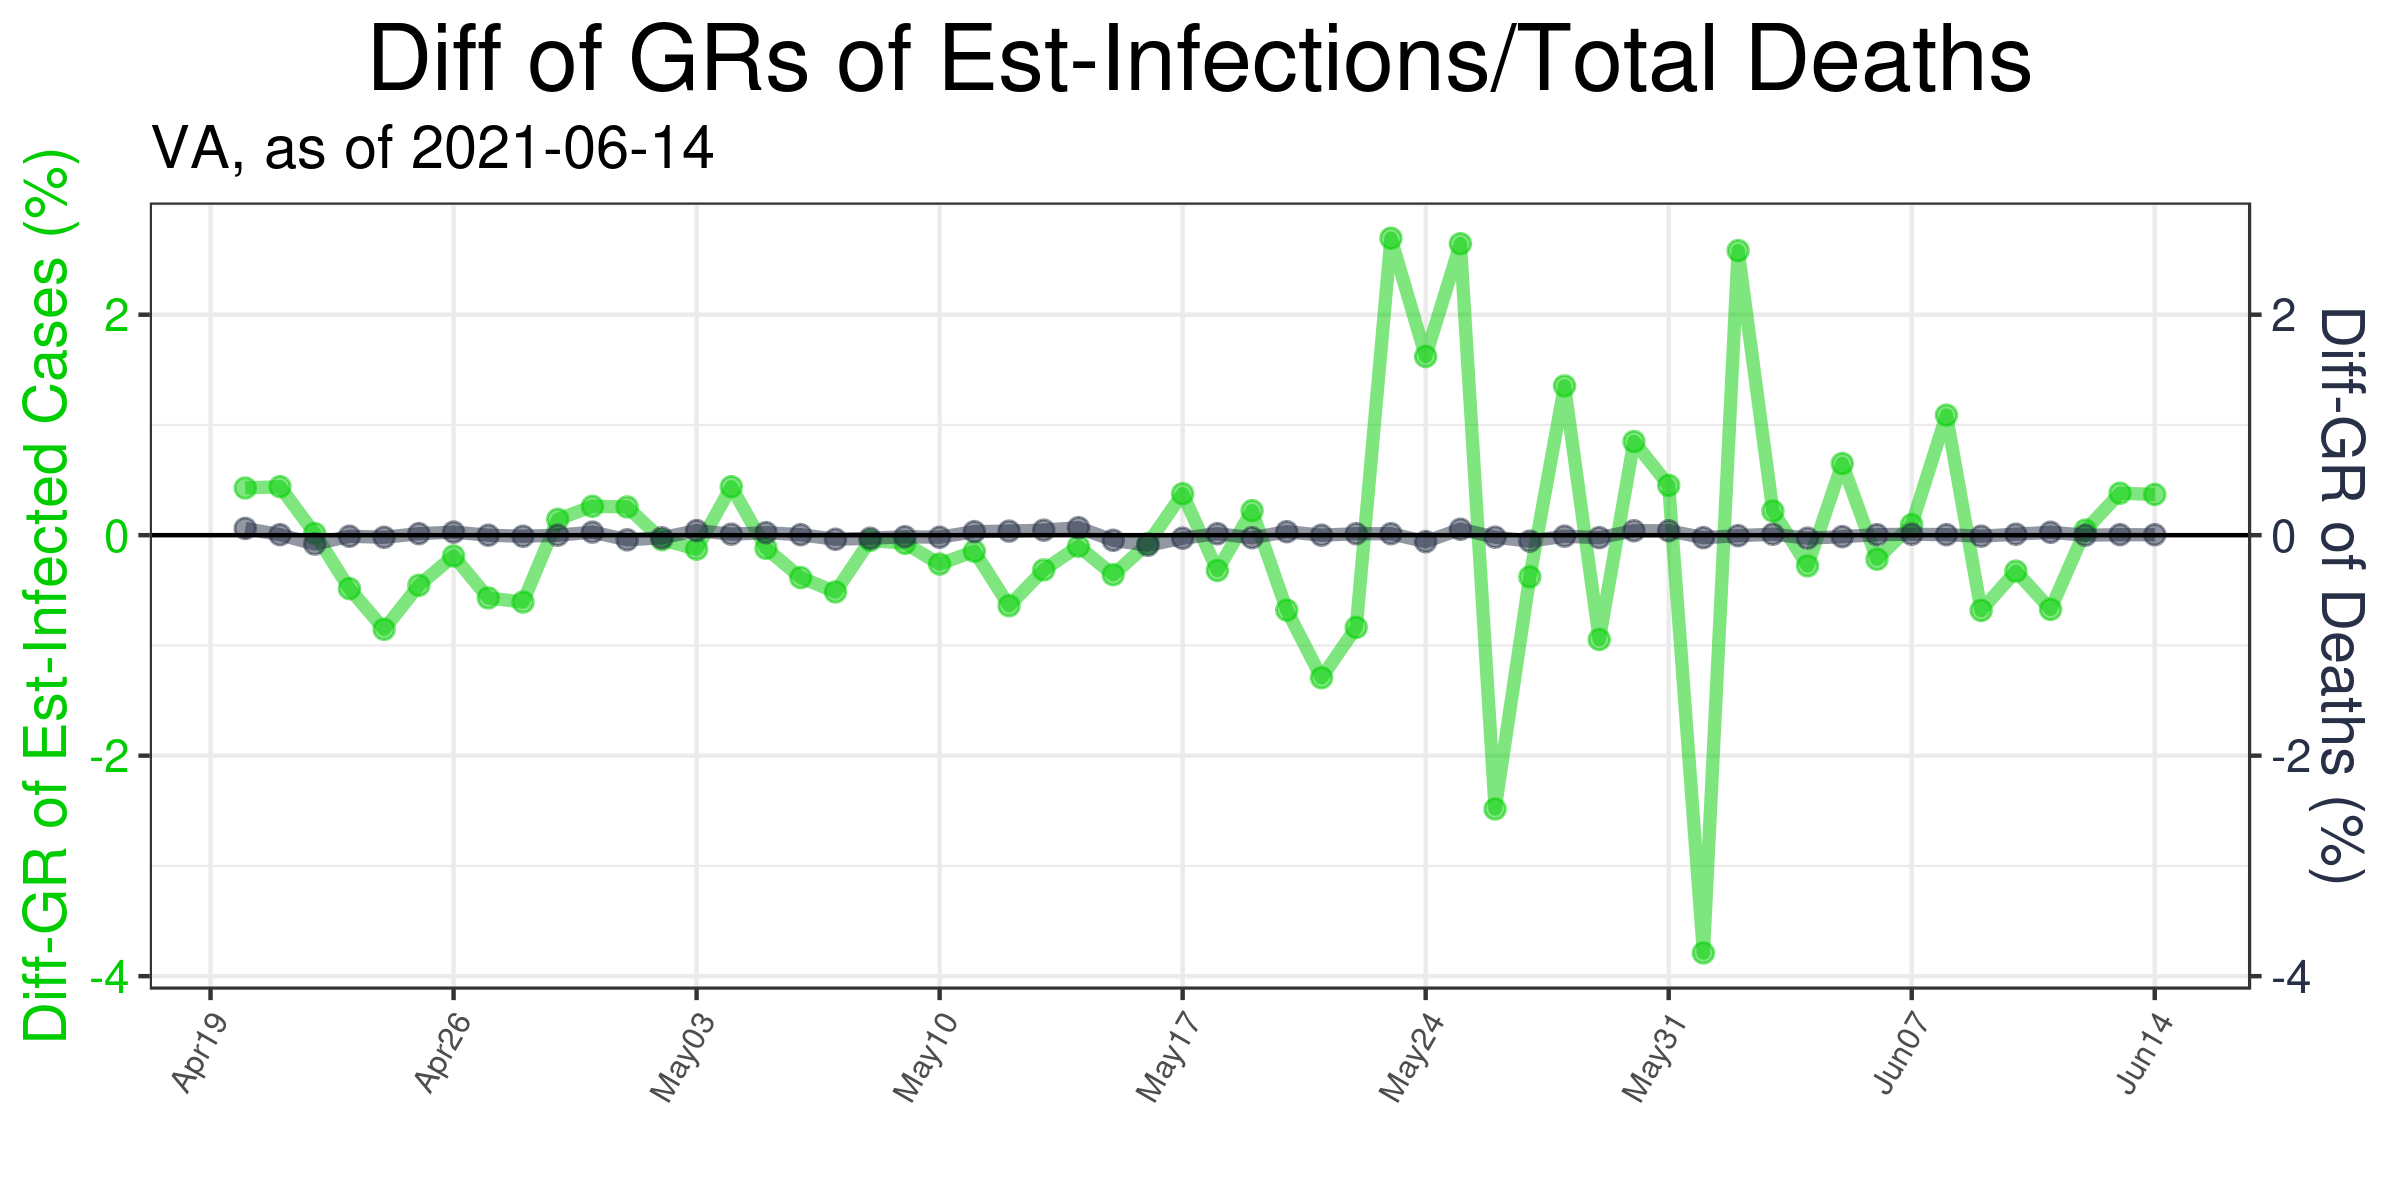 Diff of GRs of Est-Infections/Total Deaths
VA, as of 2021-06-14
Diff-GR of Est-Infected Cases (%)
2
0
-2
-4
2
0
-2
-4
Diff-GR of Deaths (%)
Apr19
Apr26
May03
May10
May17
May24
May31
Jun07
Jun14